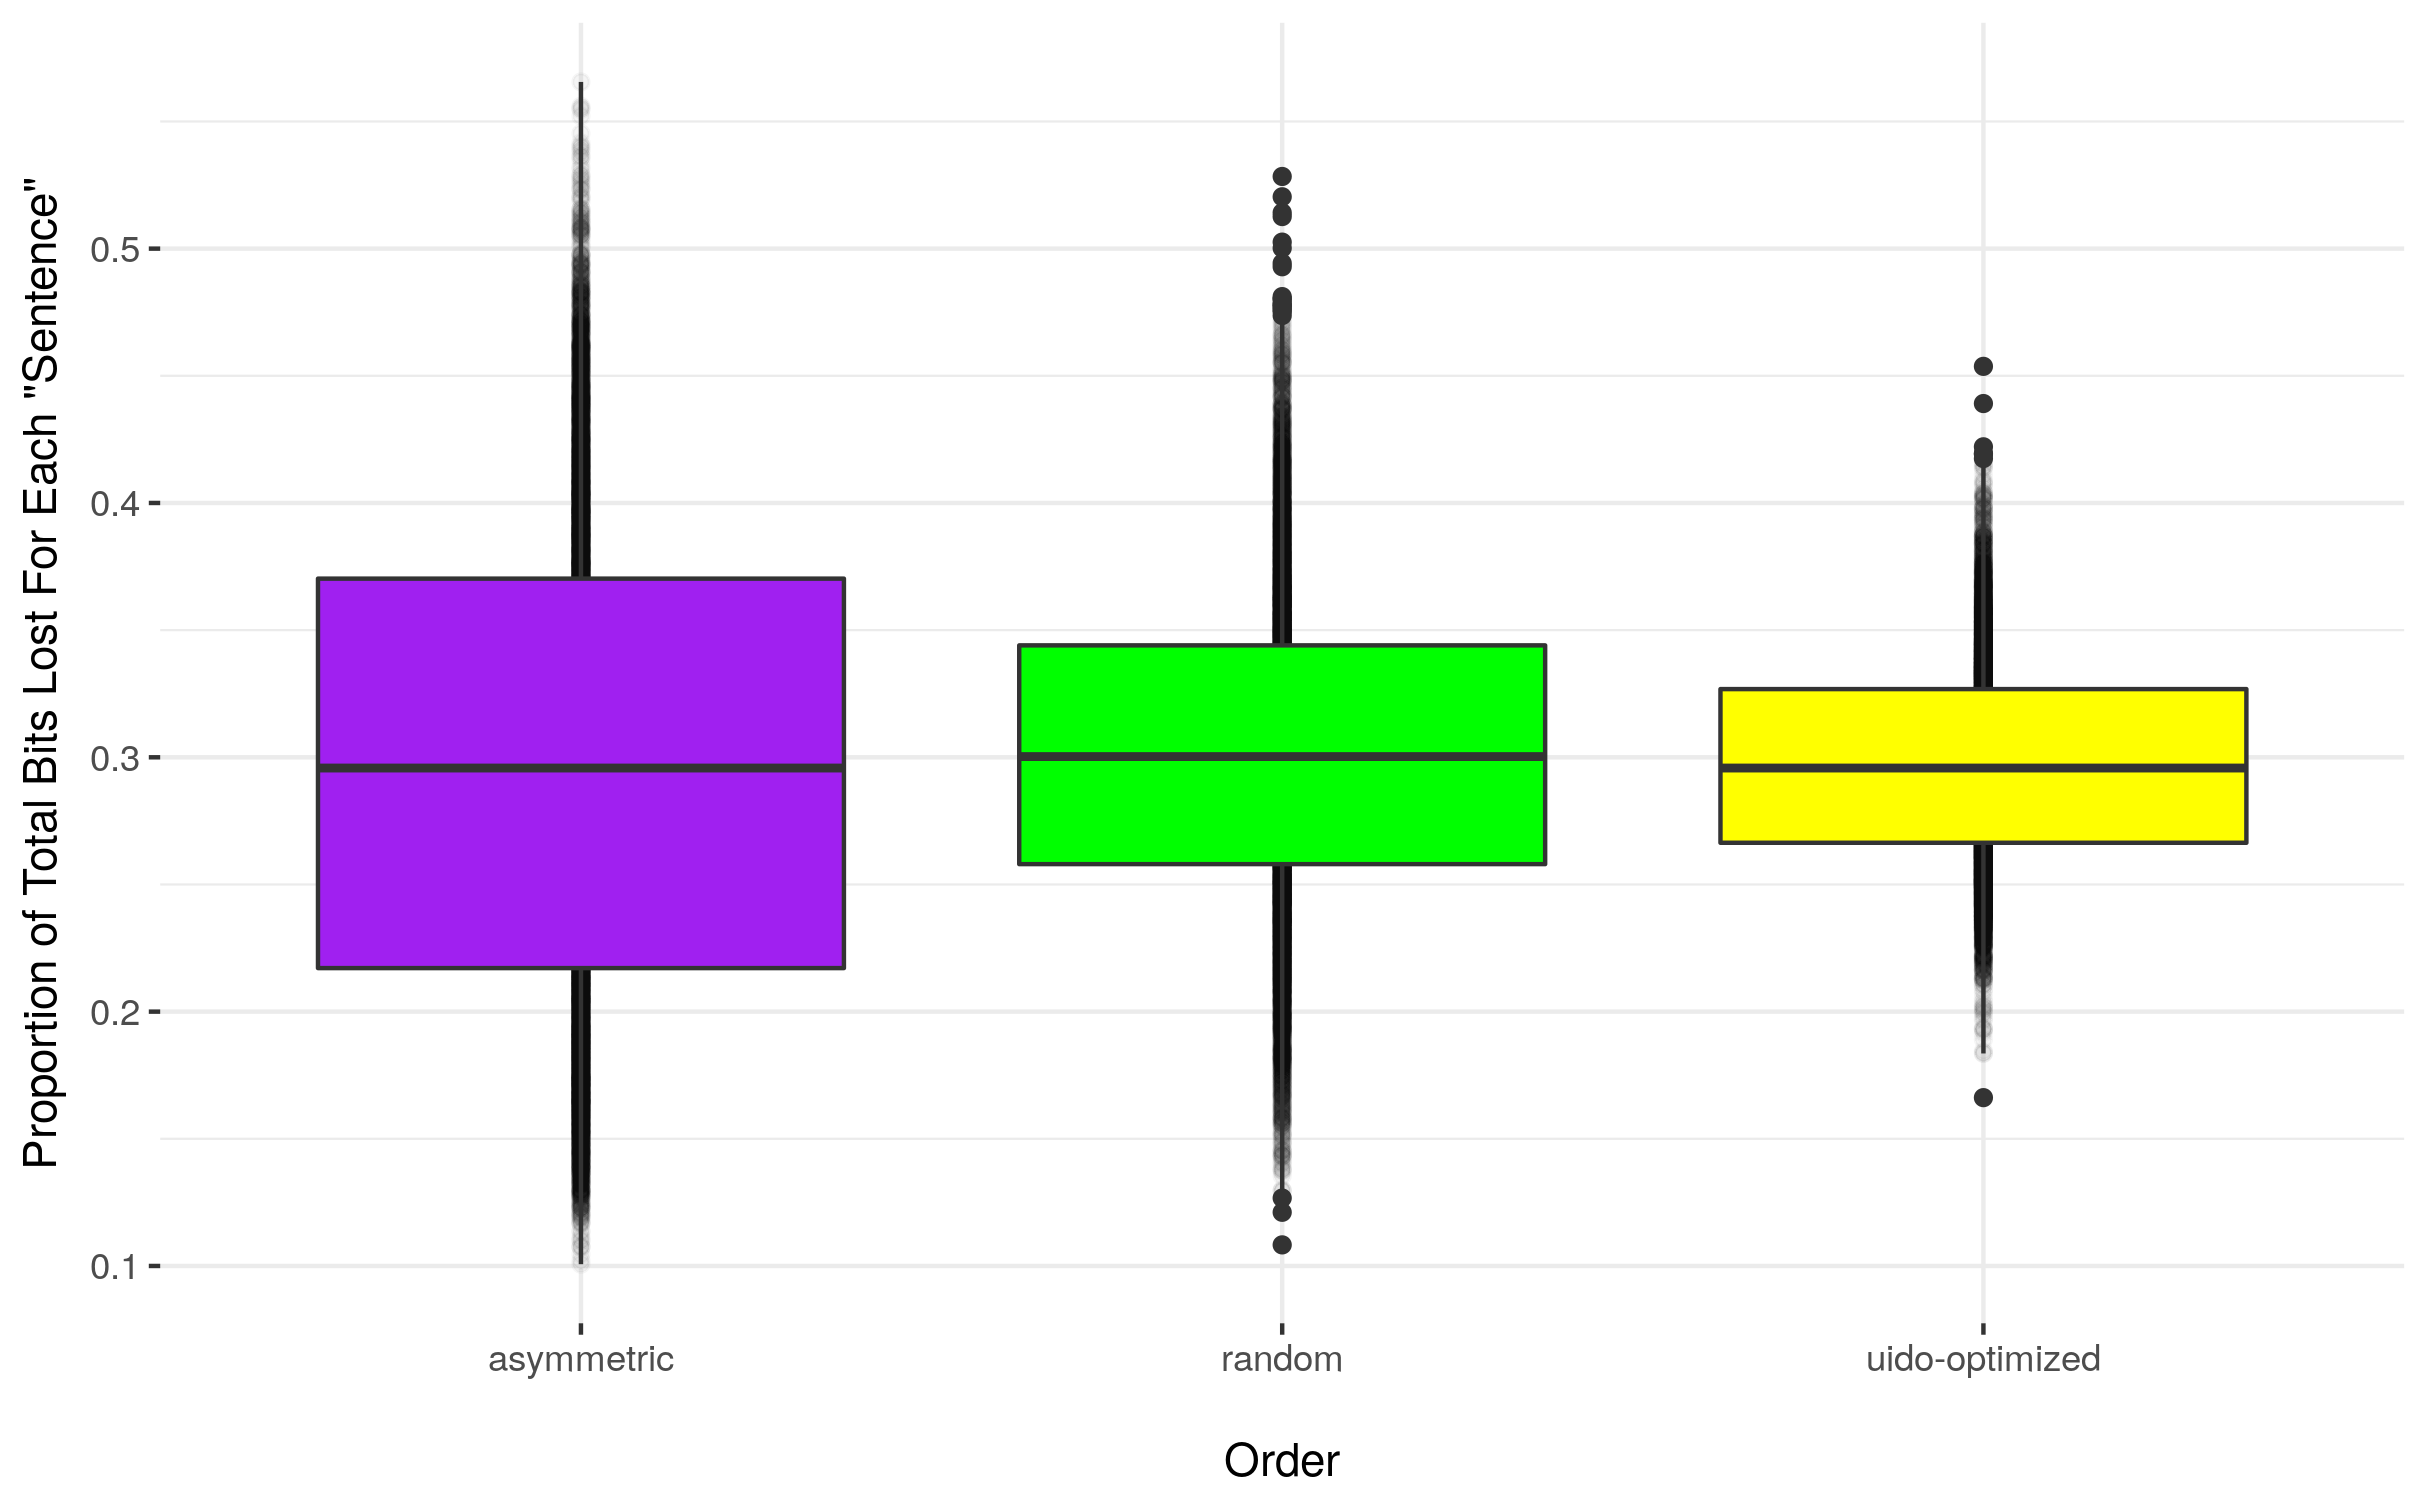 Proportion of Total Bits Lost For Each "Sentence"
0.5
0.4
0.3
0.2
0.1
asymmetric
random
uido-optimized
Order